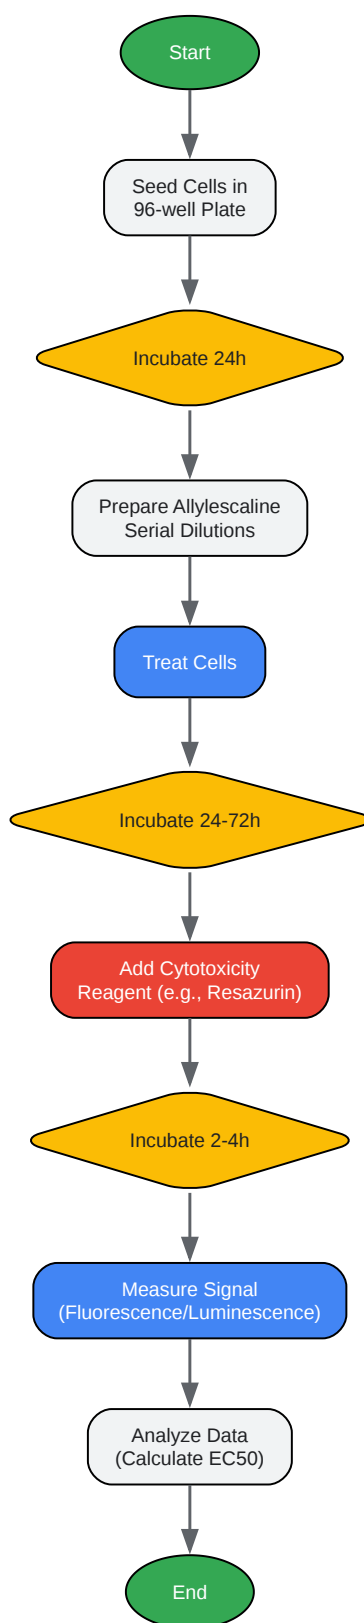 Start
Seed Cells in
96-well Plate
Incubate 24h
Prepare Allylescaline
Serial Dilutions
Treat Cells
Incubate 24-72h
Add Cytotoxicity
Reagent (e.g., Resazurin)
Incubate 2-4h
Measure Signal
(Fluorescence/Luminescence)
Analyze Data
(Calculate EC50)
End